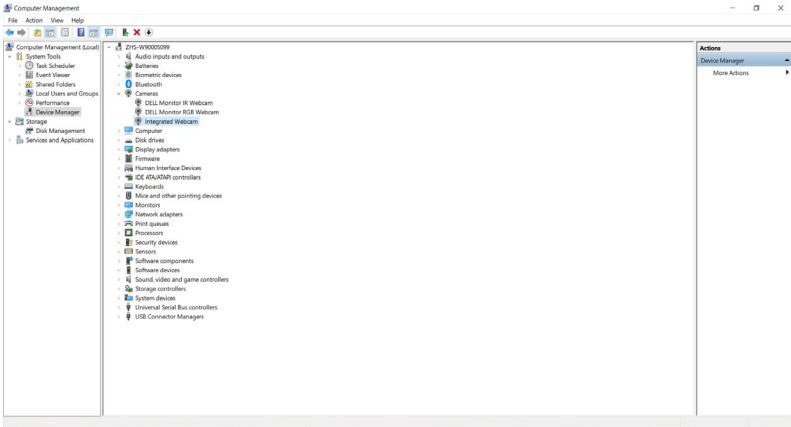 Computer Management
File Action View Help
Computer Management (Local)
System Tools
Task Scheduler
Event Viewer
Shared Folders
Local Users and Groups
Performance
Device Manager
Storage
Disk Management
Services and Applications
ZHS-W90005099
Audio inputs and outputs
Batteries
Biometric devices
Bluetooth
Cameras
DELL Monitor IR Webcam
DELL Monitor RGB Webcam
Integrated Webcam
Computer
Disk drives
Display adapters
Firmware
Human Interface Devices
IDE ATA/ATAPI controllers
Keyboards
Mice and other pointing devices
Monitors
Network adapters
Print queues
Processors
Security devices
Sensors
Software components
Software devices
Sound, video and game controllers
Storage controllers
System devices
Universal Serial Bus controllers
USB Connector Managers
Actions
Device Manager
More Actions